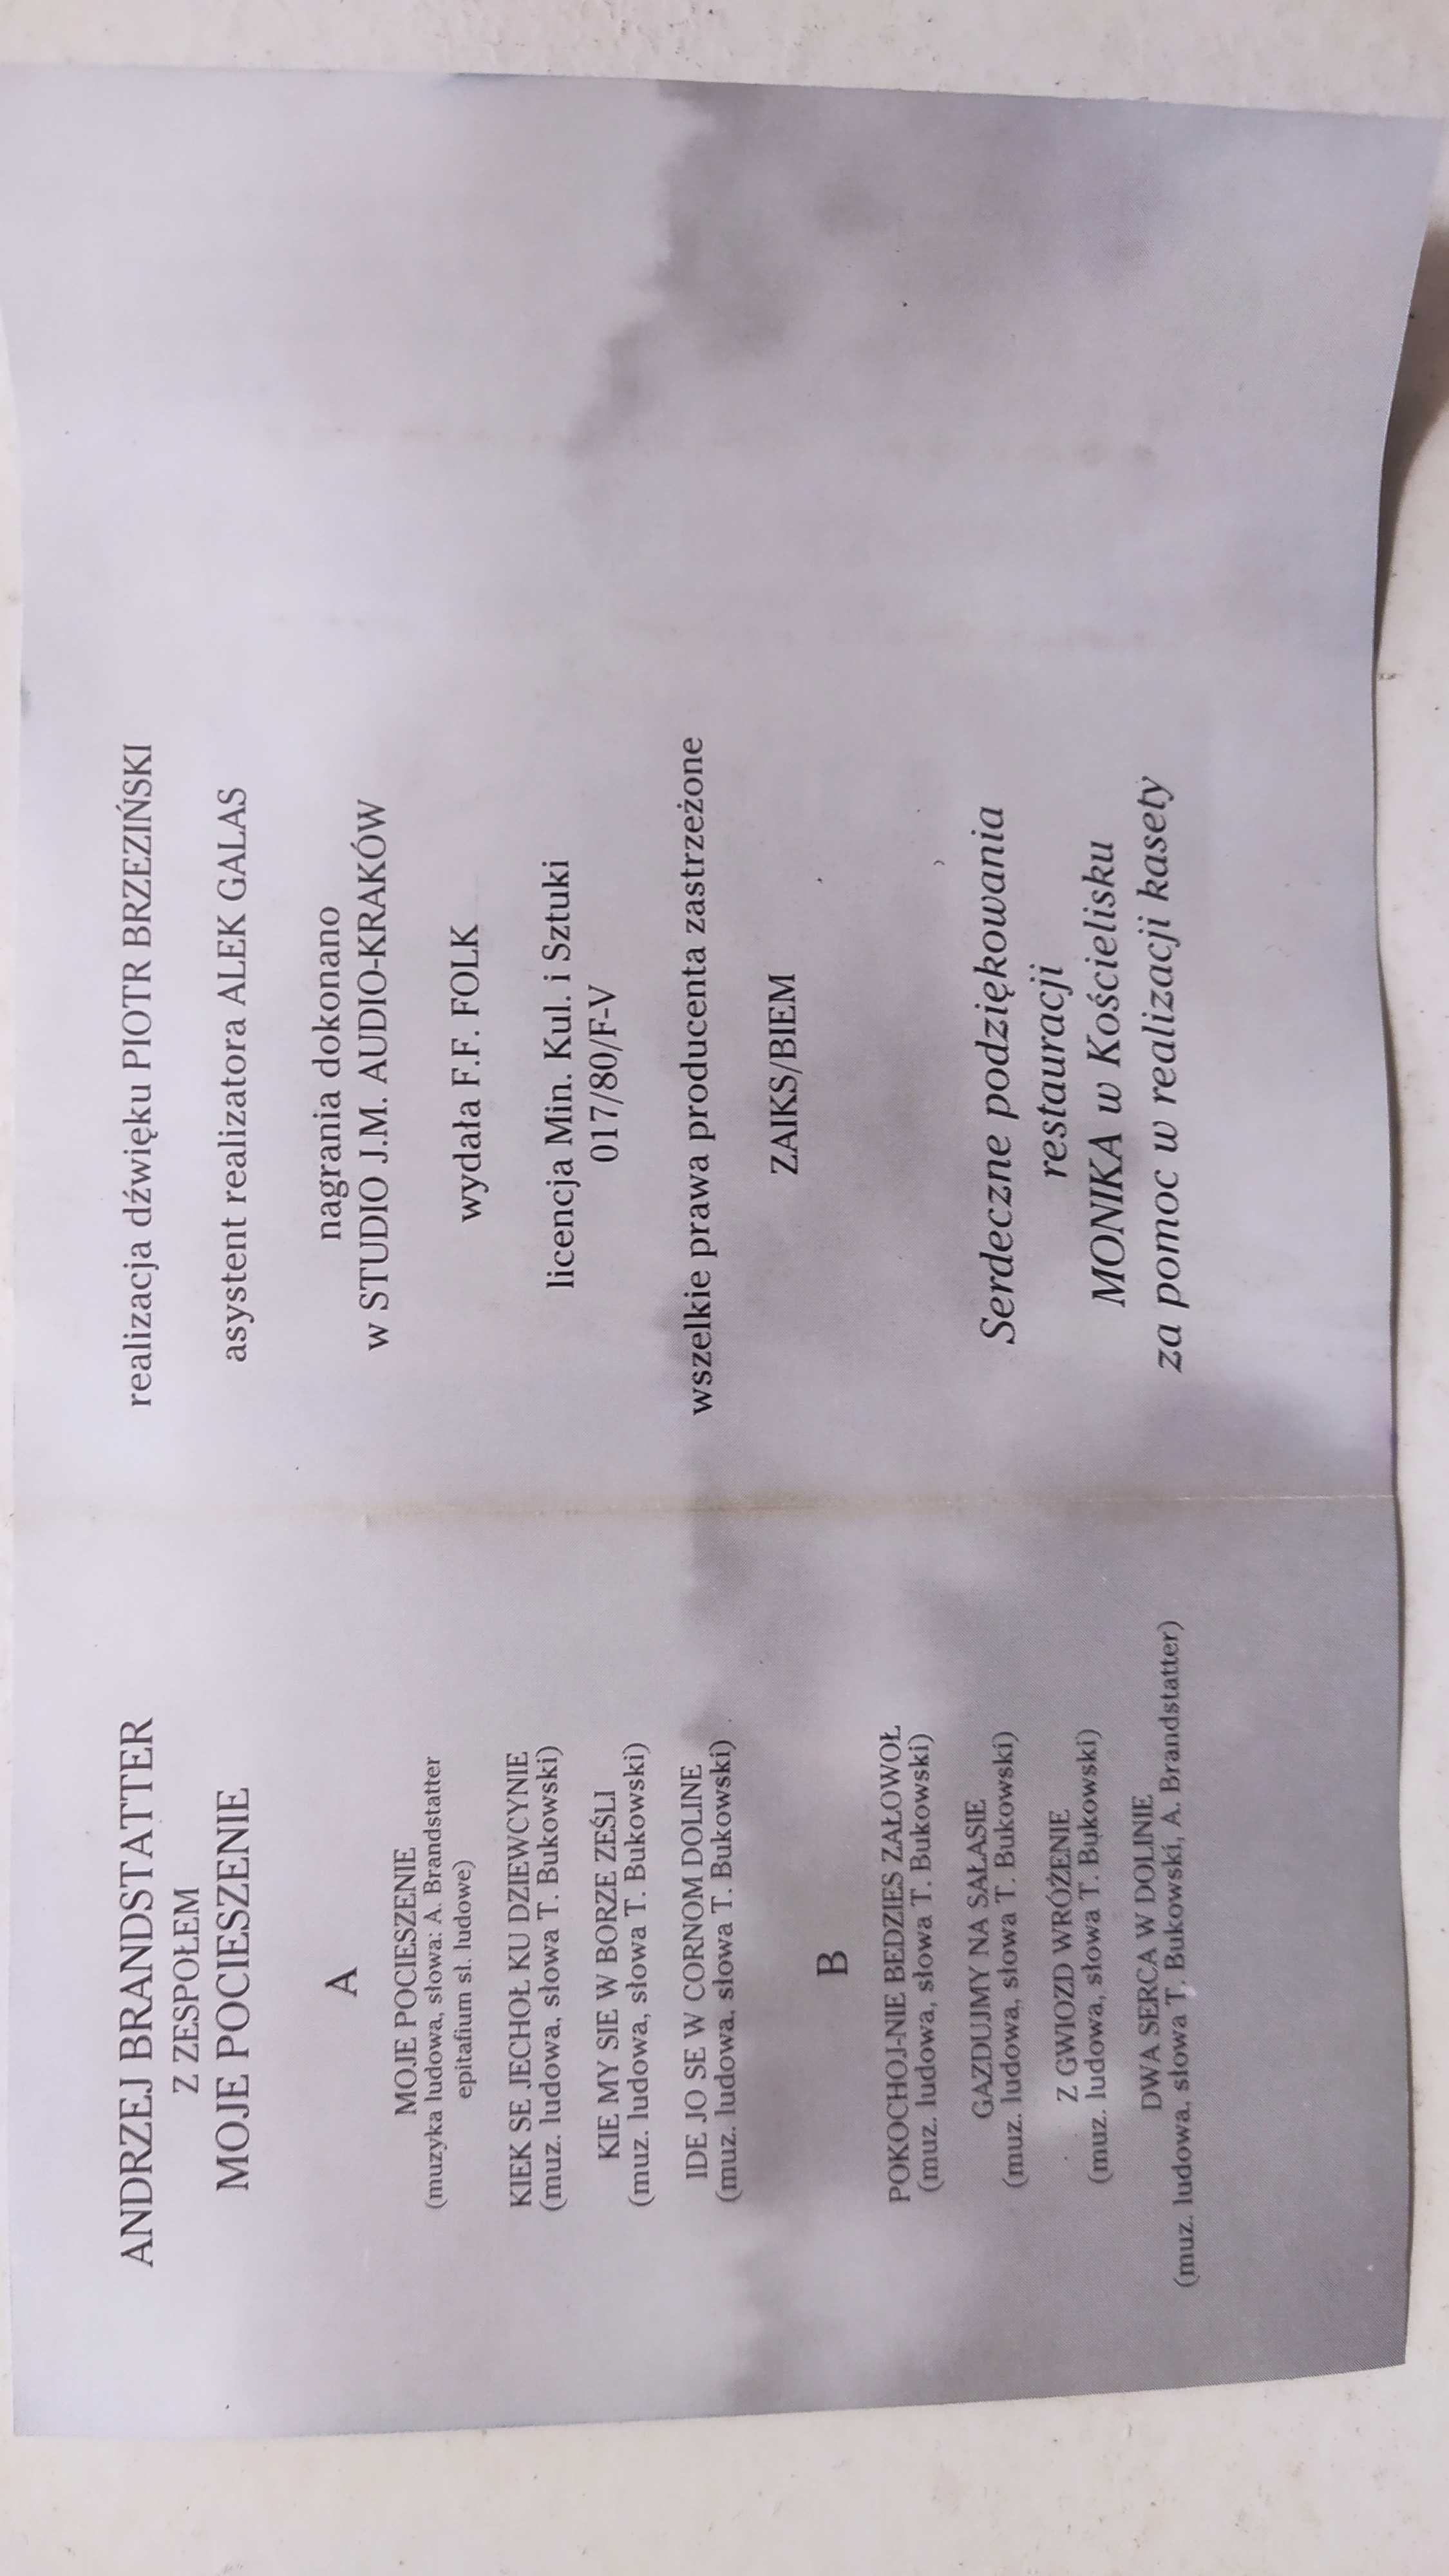 ANDRZEJ BRANDSTATTER
Z ZESPOŁEM
MOJE POCIESZENIE
A
MOJE POCIESZENIE
(muzyka ludowa, słowa: A. Brandstatter
epitafium sł. ludowe)
KIEK SE JECHOŁ KU DZIEWCYNIE
(muz. ludowa, słowa T. Bukowski)
KIE MY SIE W BORZE ZEŚLI
(muz. ludowa, słowa T. Bukowski)
IDE JO SE W CORNOM DOLINE
(muz. ludowa, słowa T. Bukowski)
B
POKOCHOJ-NIE BEDZIES ZAŁOWOŁ
(muz. ludowa, słowa T. Bukowski)
GAZDUJMY NA SAŁASIE
(muz. ludowa, słowa T. Bukowski)
Z GWIOZD WRÓŻENIE
(muz. ludowa, słowa T. Bukowski)
DWA SERCA W DOLINIE
(muz. ludowa, słowa T. Bukowski, A. Brandstatter)
realizacja dźwięku PIOTR BRZEZIŃSKI
asystent realizatora ALEK GALAS
nagrania dokonano
w STUDIO J.M. AUDIO-KRAKÓW
wydała F.F. FOLK
licencja Min. Kul. i Sztuki
017/80/F-V
wszelkie prawa producenta zastrzeżone
ZAIKS/BIEM
Serdeczne podziękowania
restauracji
MONIKA w Kościelisku
za pomoc w realizacji kasety